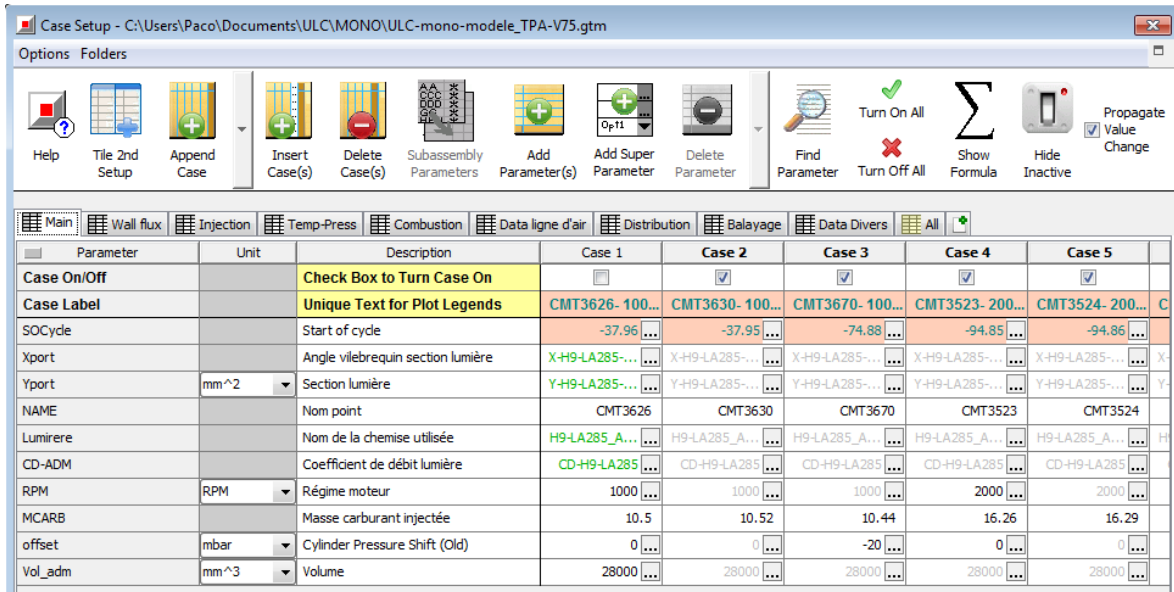 Case Setup - C:\Users\Paco\Documents\ULC\MONO\ULC-mono-modele_TPA-V75.gtm
Options Folders
Help
Tile 2nd Setup
Append Case
Insert Case(s)
Delete Case(s)
Subassembly Parameters
Add Parameter(s)
Opt1
Add Super Parameter
Delete Parameter
Find Parameter
Turn On All
Turn Off All
Show Formula
Hide Inactive
Propagate Value Change
Main Wall flux Injection Temp-Press Combustion Data ligne d'air Distribution Balayage Data Divers All
Parameter Unit Description Case 1 Case 2 Case 3 Case 4 Case 5
Case On/Off Check Box to Turn Case On
Case Label Unique Text for Plot Legends CMT3626- 100... CMT3630- 100... CMT3670- 100... CMT3523- 200... CMT3524- 200... C
SOCycle Start of cycle -37.96 ... -37.95 ... -74.88 ... -94.85 ... -94.86 ...
Xport Angle vilebrequin section lumière X-H9-LA285-... ... X-H9-LA285-... ... X-H9-LA285-... ... X-H9-LA285-... ... X-H9-LA285-... ... X-
Yport mm^2 Section lumière Y-H9-LA285-... ... Y-H9-LA285-... ... Y-H9-LA285-... ... Y-H9-LA285-... ... Y-H9-LA285-... ... Y-
NAME Nom point CMT3626 CMT3630 CMT3670 CMT3523 CMT3524
Lumirere Nom de la chemise utilisée H9-LA285_A... ... H9-LA285_A... ... H9-LA285_A... ... H9-LA285_A... ... H9-LA285_A... ... H9
CD-ADM Coefficient de débit lumière CD-H9-LA285 ... CD-H9-LA285 ... CD-H9-LA285 ... CD-H9-LA285 ... CD-H9-LA285 ...
RPM RPM Régime moteur 1000 ... 1000 ... 1000 ... 2000 ... 2000 ...
MCARB Masse carburant injectée 10.5 10.52 10.44 16.26 16.29
offset mbar Cylinder Pressure Shift (Old) 0 ... 0 ... -20 ... 0 ... 0 ...
Vol_adm mm^3 Volume 28000 ... 28000 ... 28000 ... 28000 ... 28000 ...